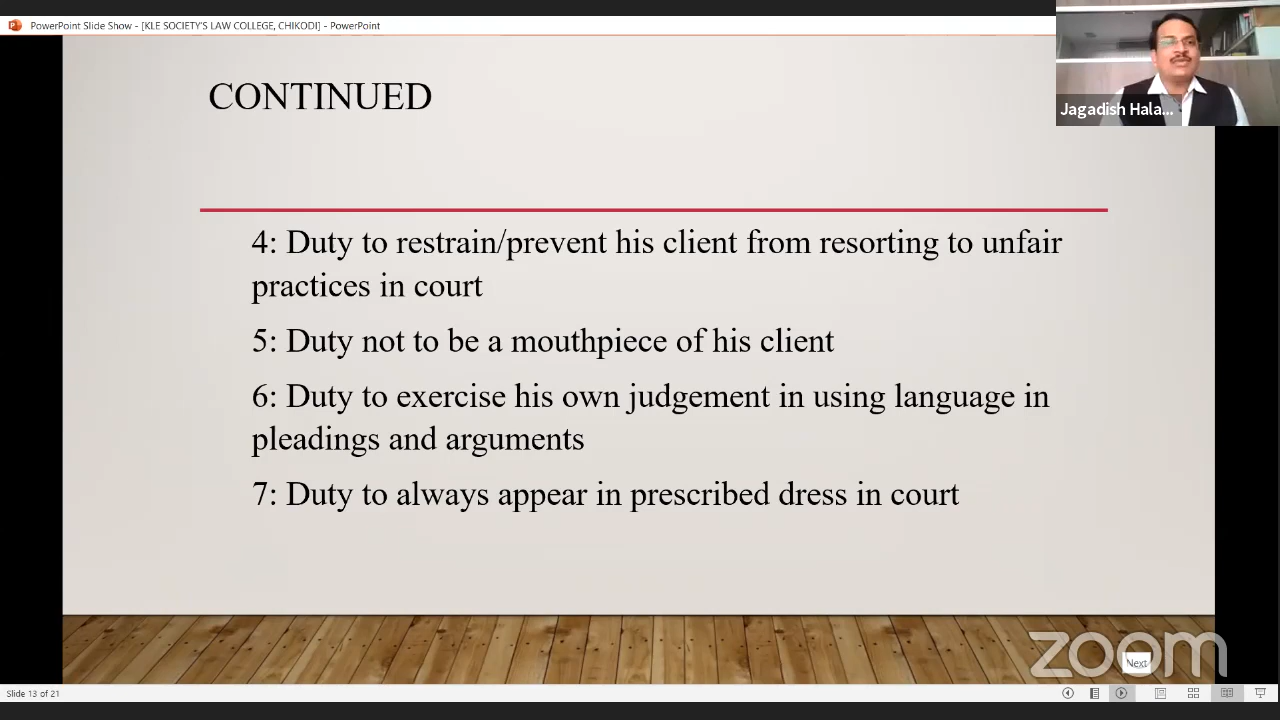 PowerPoint Slide Show - [KLE SOCIETY'S LAW COLLEGE, CHIKODI] - PowerPoint
Jagadish Hala...
CONTINUED
4: Duty to restrain/prevent his client from resorting to unfair
practices in court
5: Duty not to be a mouthpiece of his client
6: Duty to exercise his own judgement in using language in
pleadings and arguments
7: Duty to always appear in prescribed dress in court
zoom
Next
Slide 13 of 21